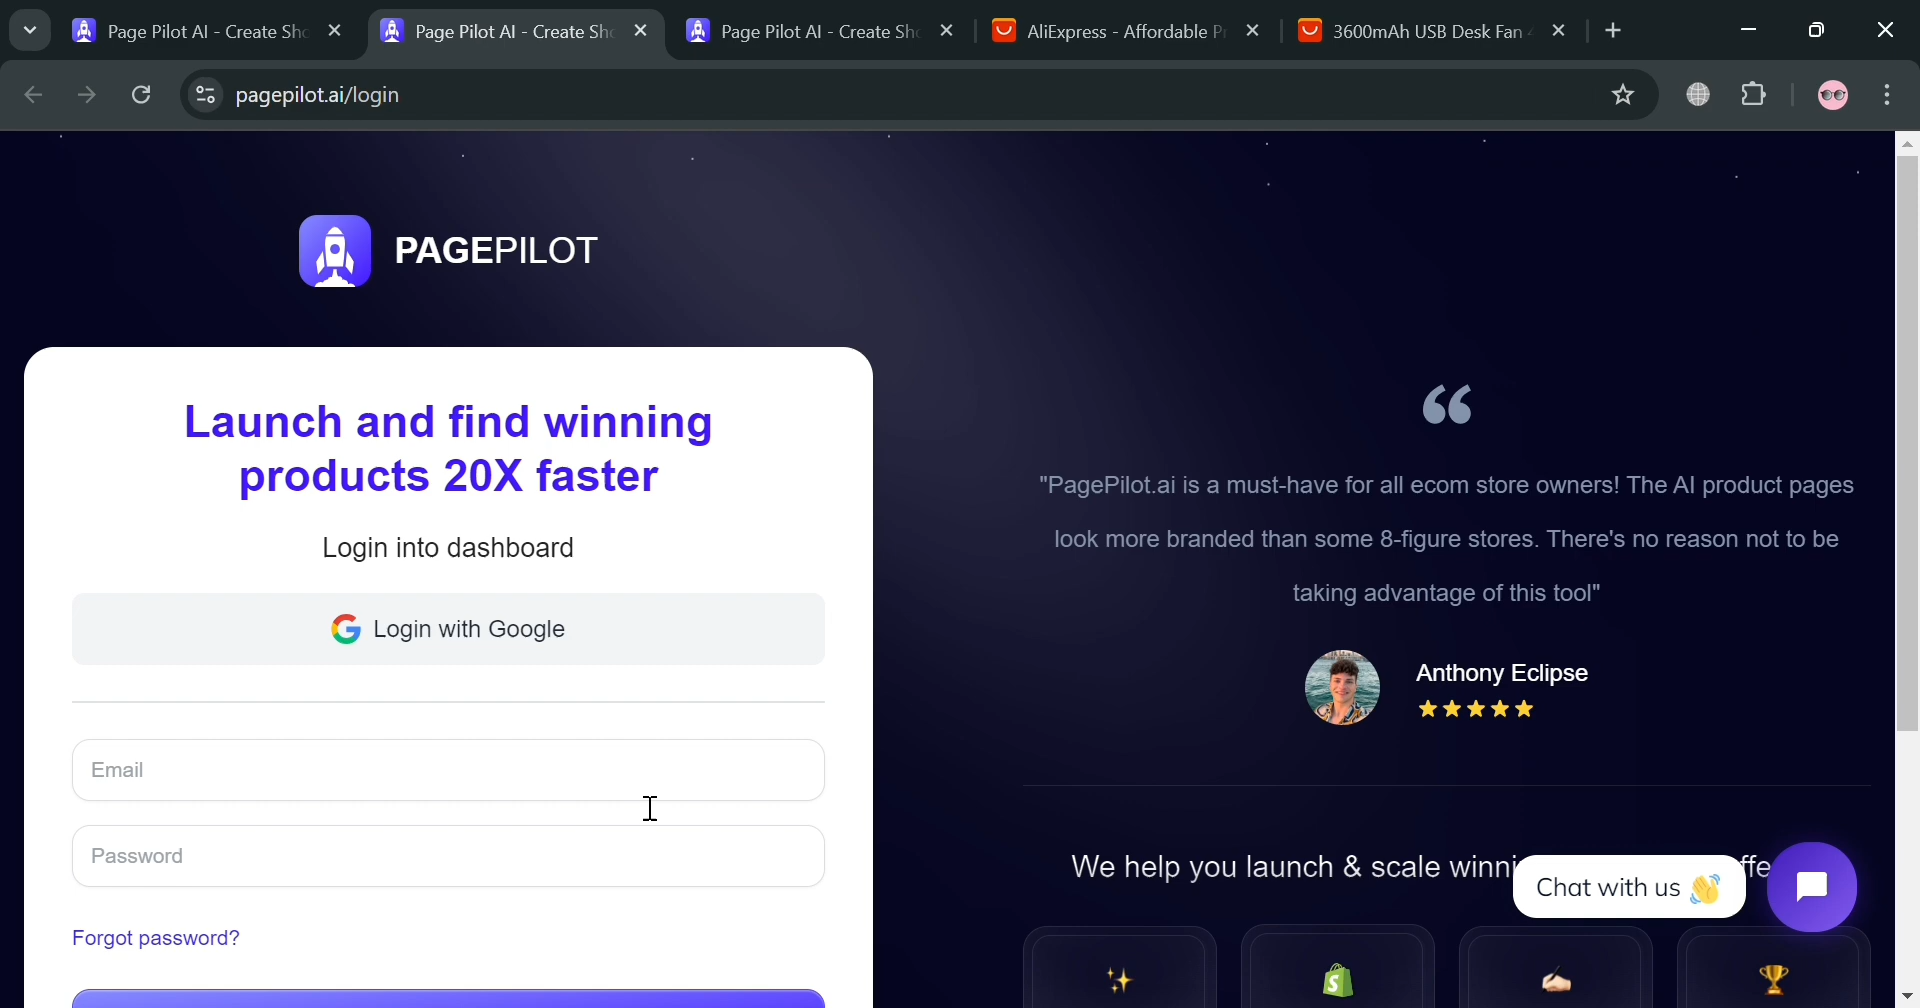 Page Pilot AI - Create Sho
Page Pilot AI - Create Sho
Page Pilot AI - Create Sho
AliExpress - Affordable Pr
3600mAh USB Desk Fan
pagepilot.ai/login
PAGEPILOT
Launch and find winning
products 20X faster
Login into dashboard
Login with Google
Email
Password
Forgot password?
"PagePilot.ai is a must-have for all ecom store owners! The AI product pages
look more branded than some 8-figure stores. There's no reason not to be
taking advantage of this tool"
Anthony Eclipse
We help you launch & scale winni
Chat with us 👋